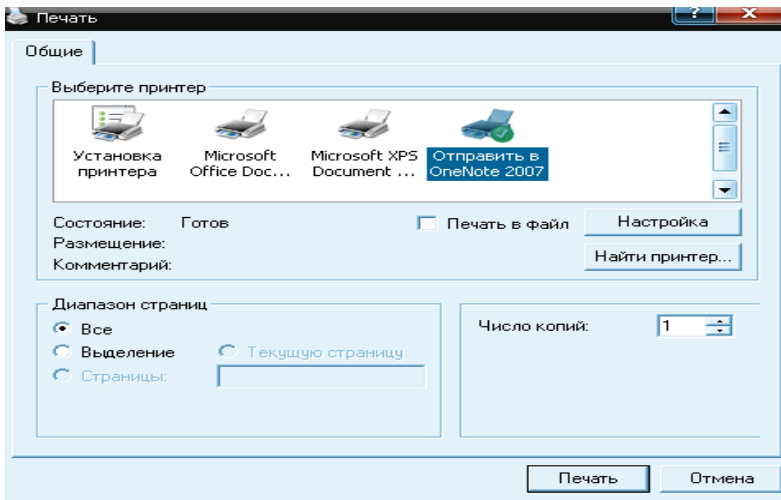 Печать
?
Общие
Выберите принтер
Установка принтера
Microsoft Office Doc...
Microsoft XPS Document ...
Отправить в OneNote 2007
Состояние: Готов
Печать в файл
Настройка
Размещение:
Комментарий:
Найти принтер...
Диапазон страниц
Все
Выделение
Текущую страницу
Страницы:
Число копий: 1
Печать
Отмена